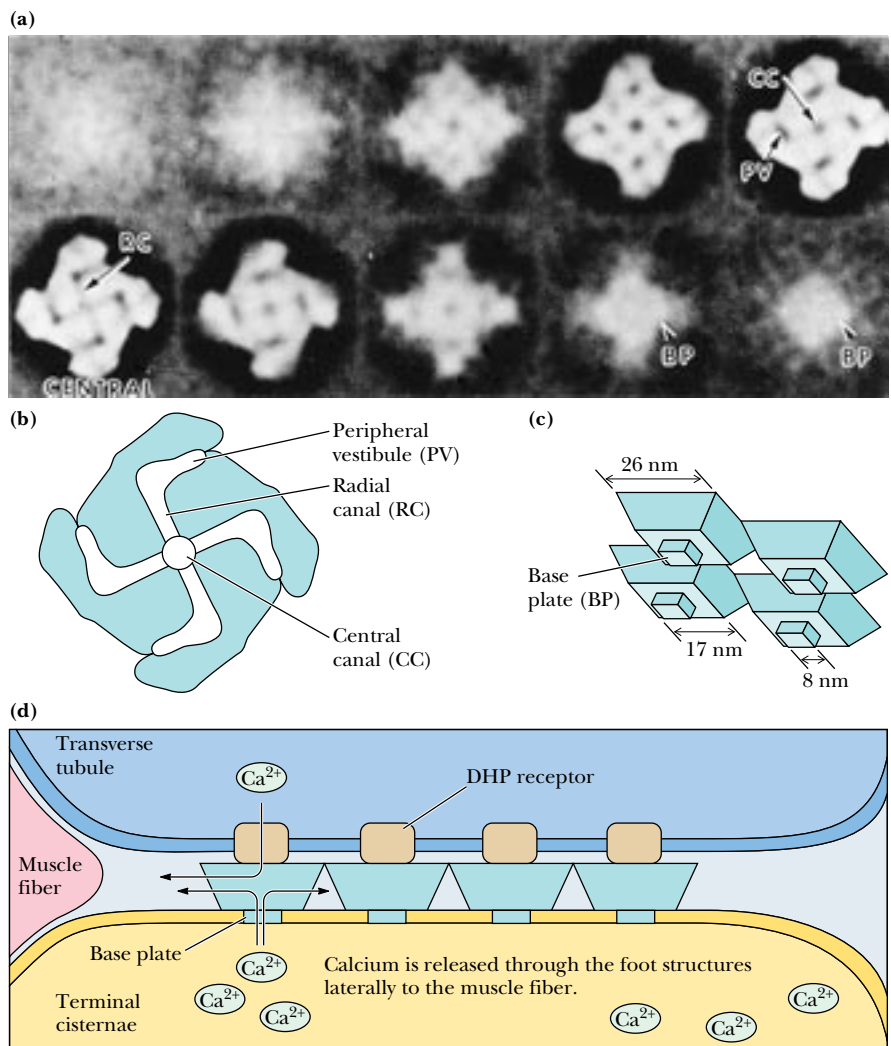 (a)
CC
PV
RC
CENTRAL
BP
BP
(b)
Peripheral
vestibule (PV)
Radial
canal (RC)
Central
canal (CC)
(c)
26 nm
Base
plate (BP)
17 nm
8 nm
(d)
Transverse
tubule
Ca2+
DHP receptor
Muscle
fiber
Base plate
Ca2+
Calcium is released through the foot structures
laterally to the muscle fiber.
Terminal
cisternae
Ca2+
Ca2+
Ca2+
Ca2+
Ca2+